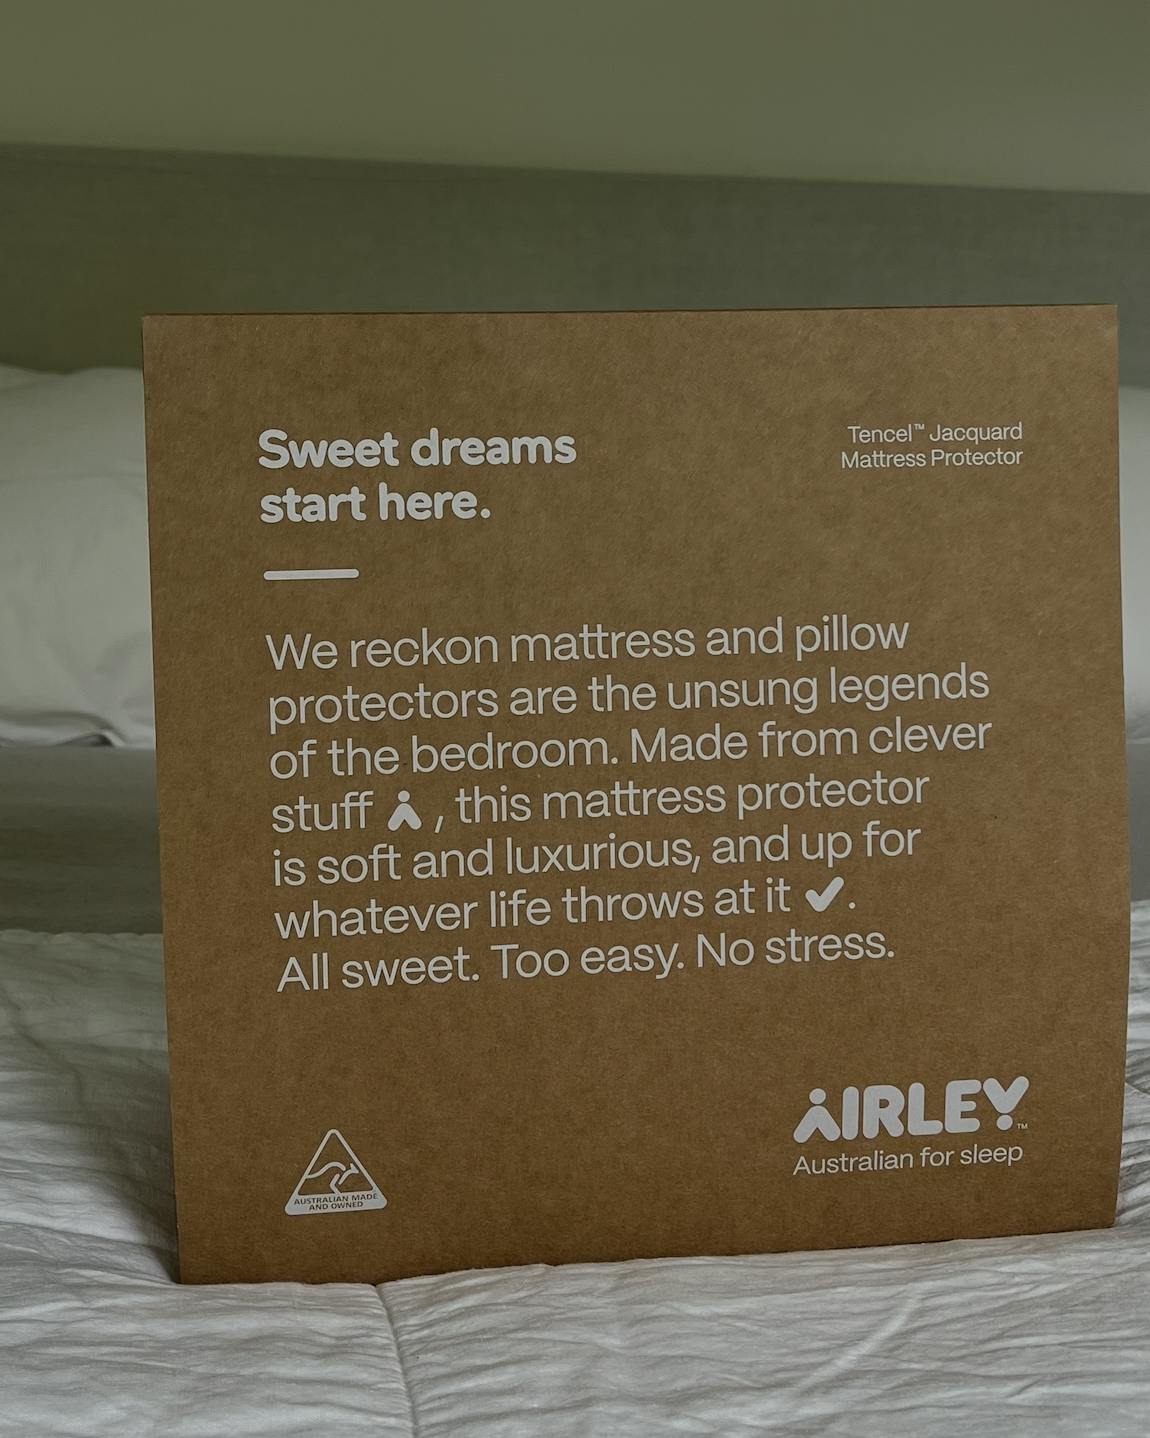 Sweet dreams
start here.
Tencel™ Jacquard
Mattress Protector
We reckon mattress and pillow
protectors are the unsung legends
of the bedroom. Made from clever
stuff , this mattress protector
is soft and luxurious, and up for
whatever life throws at it ✔.
All sweet. Too easy. No stress.
AUSTRALIAN MADE
AND OWNED
AIRLEY™
Australian for sleep